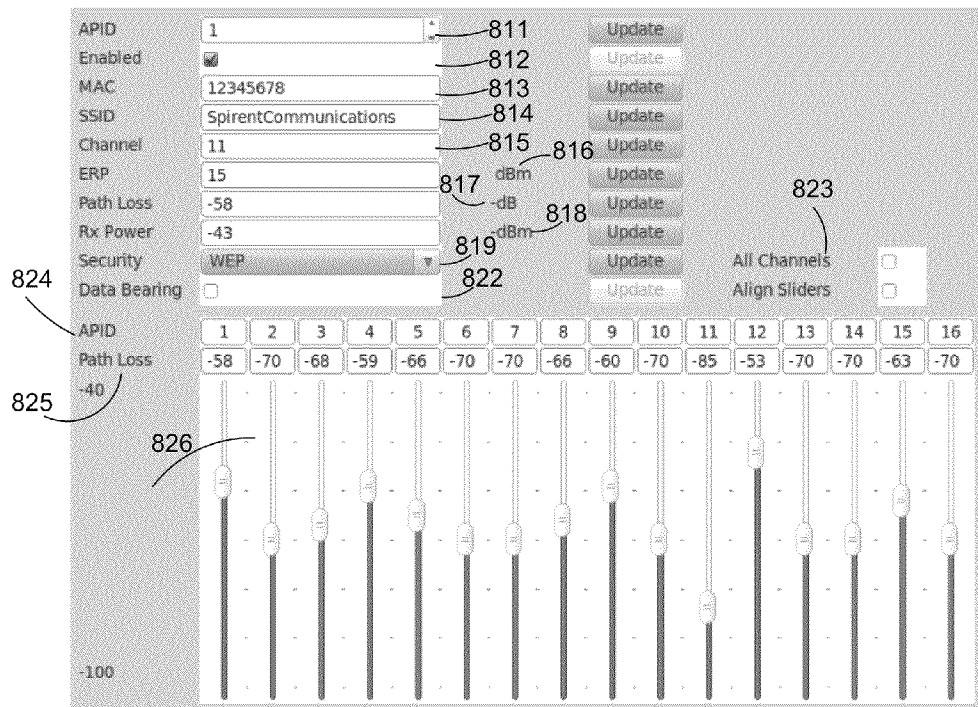 APID 1 811 Update
Enabled 812 Update
MAC 12345678 813 Update
SSID SpirentCommunications 814 Update
Channel 11 815 Update
ERP 15 816 dBm Update
Path Loss -58 817 -dB Update 823
Rx Power -43 -dBm 818 Update
Security WEP 819 Update All Channels
Data Bearing 822 Update Align Sliders
824
APID 1 2 3 4 5 6 7 8 9 10 11 12 13 14 15 16
Path Loss -58 -70 -68 -59 -66 -70 -70 -66 -60 -70 -85 -53 -70 -70 -63 -70
-40
825
826
-100